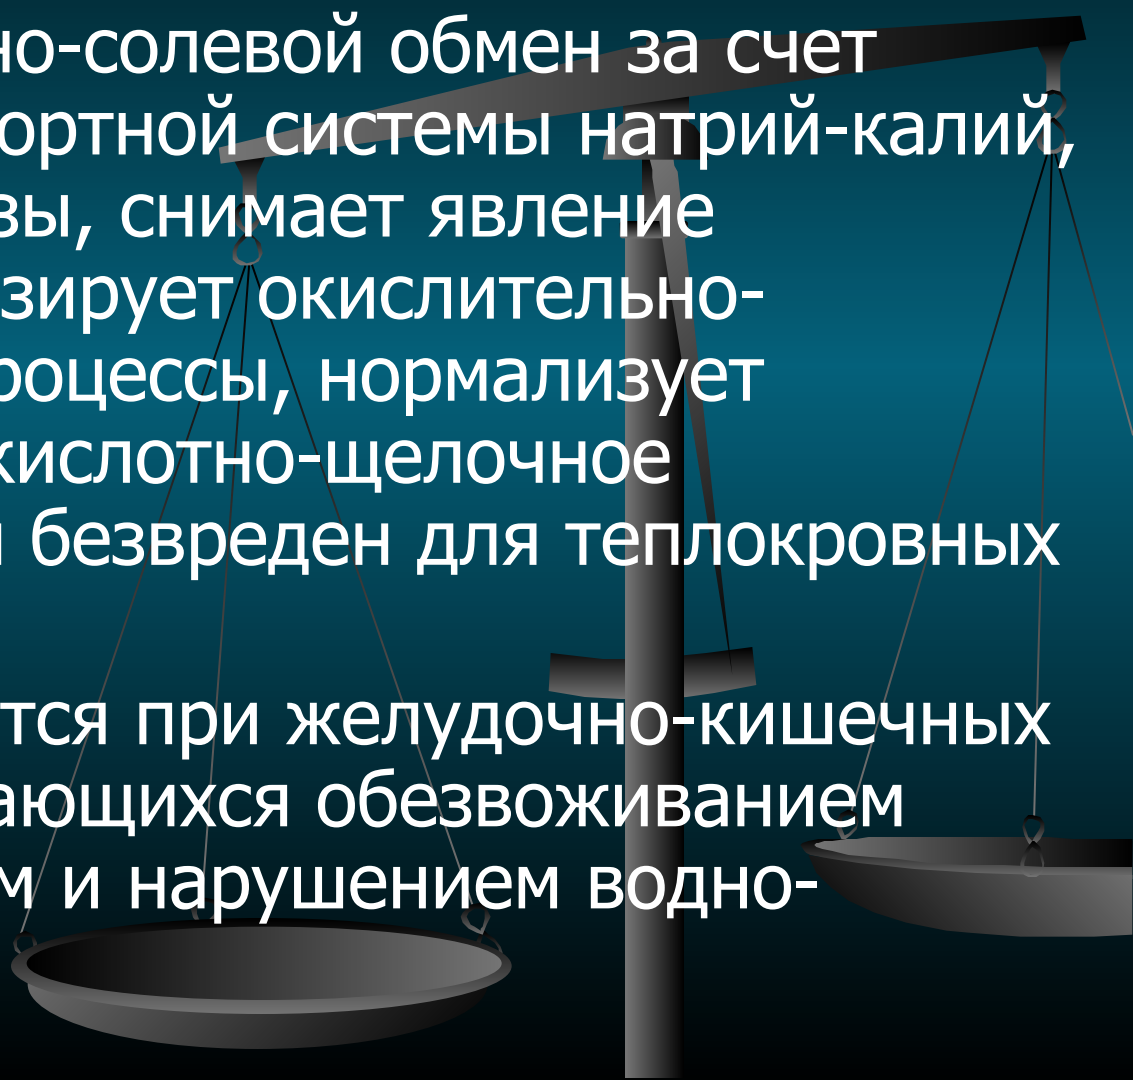 но-солевой обмен за счет
ортной системы натрий-калий,
зы, снимает явление
зирует окислительно-
роцессы, нормализует
кислотно-щелочное
безвреден для теплокровных
тся при желудочно-кишечных
ающихся обезвоживанием
м и нарушением водно-